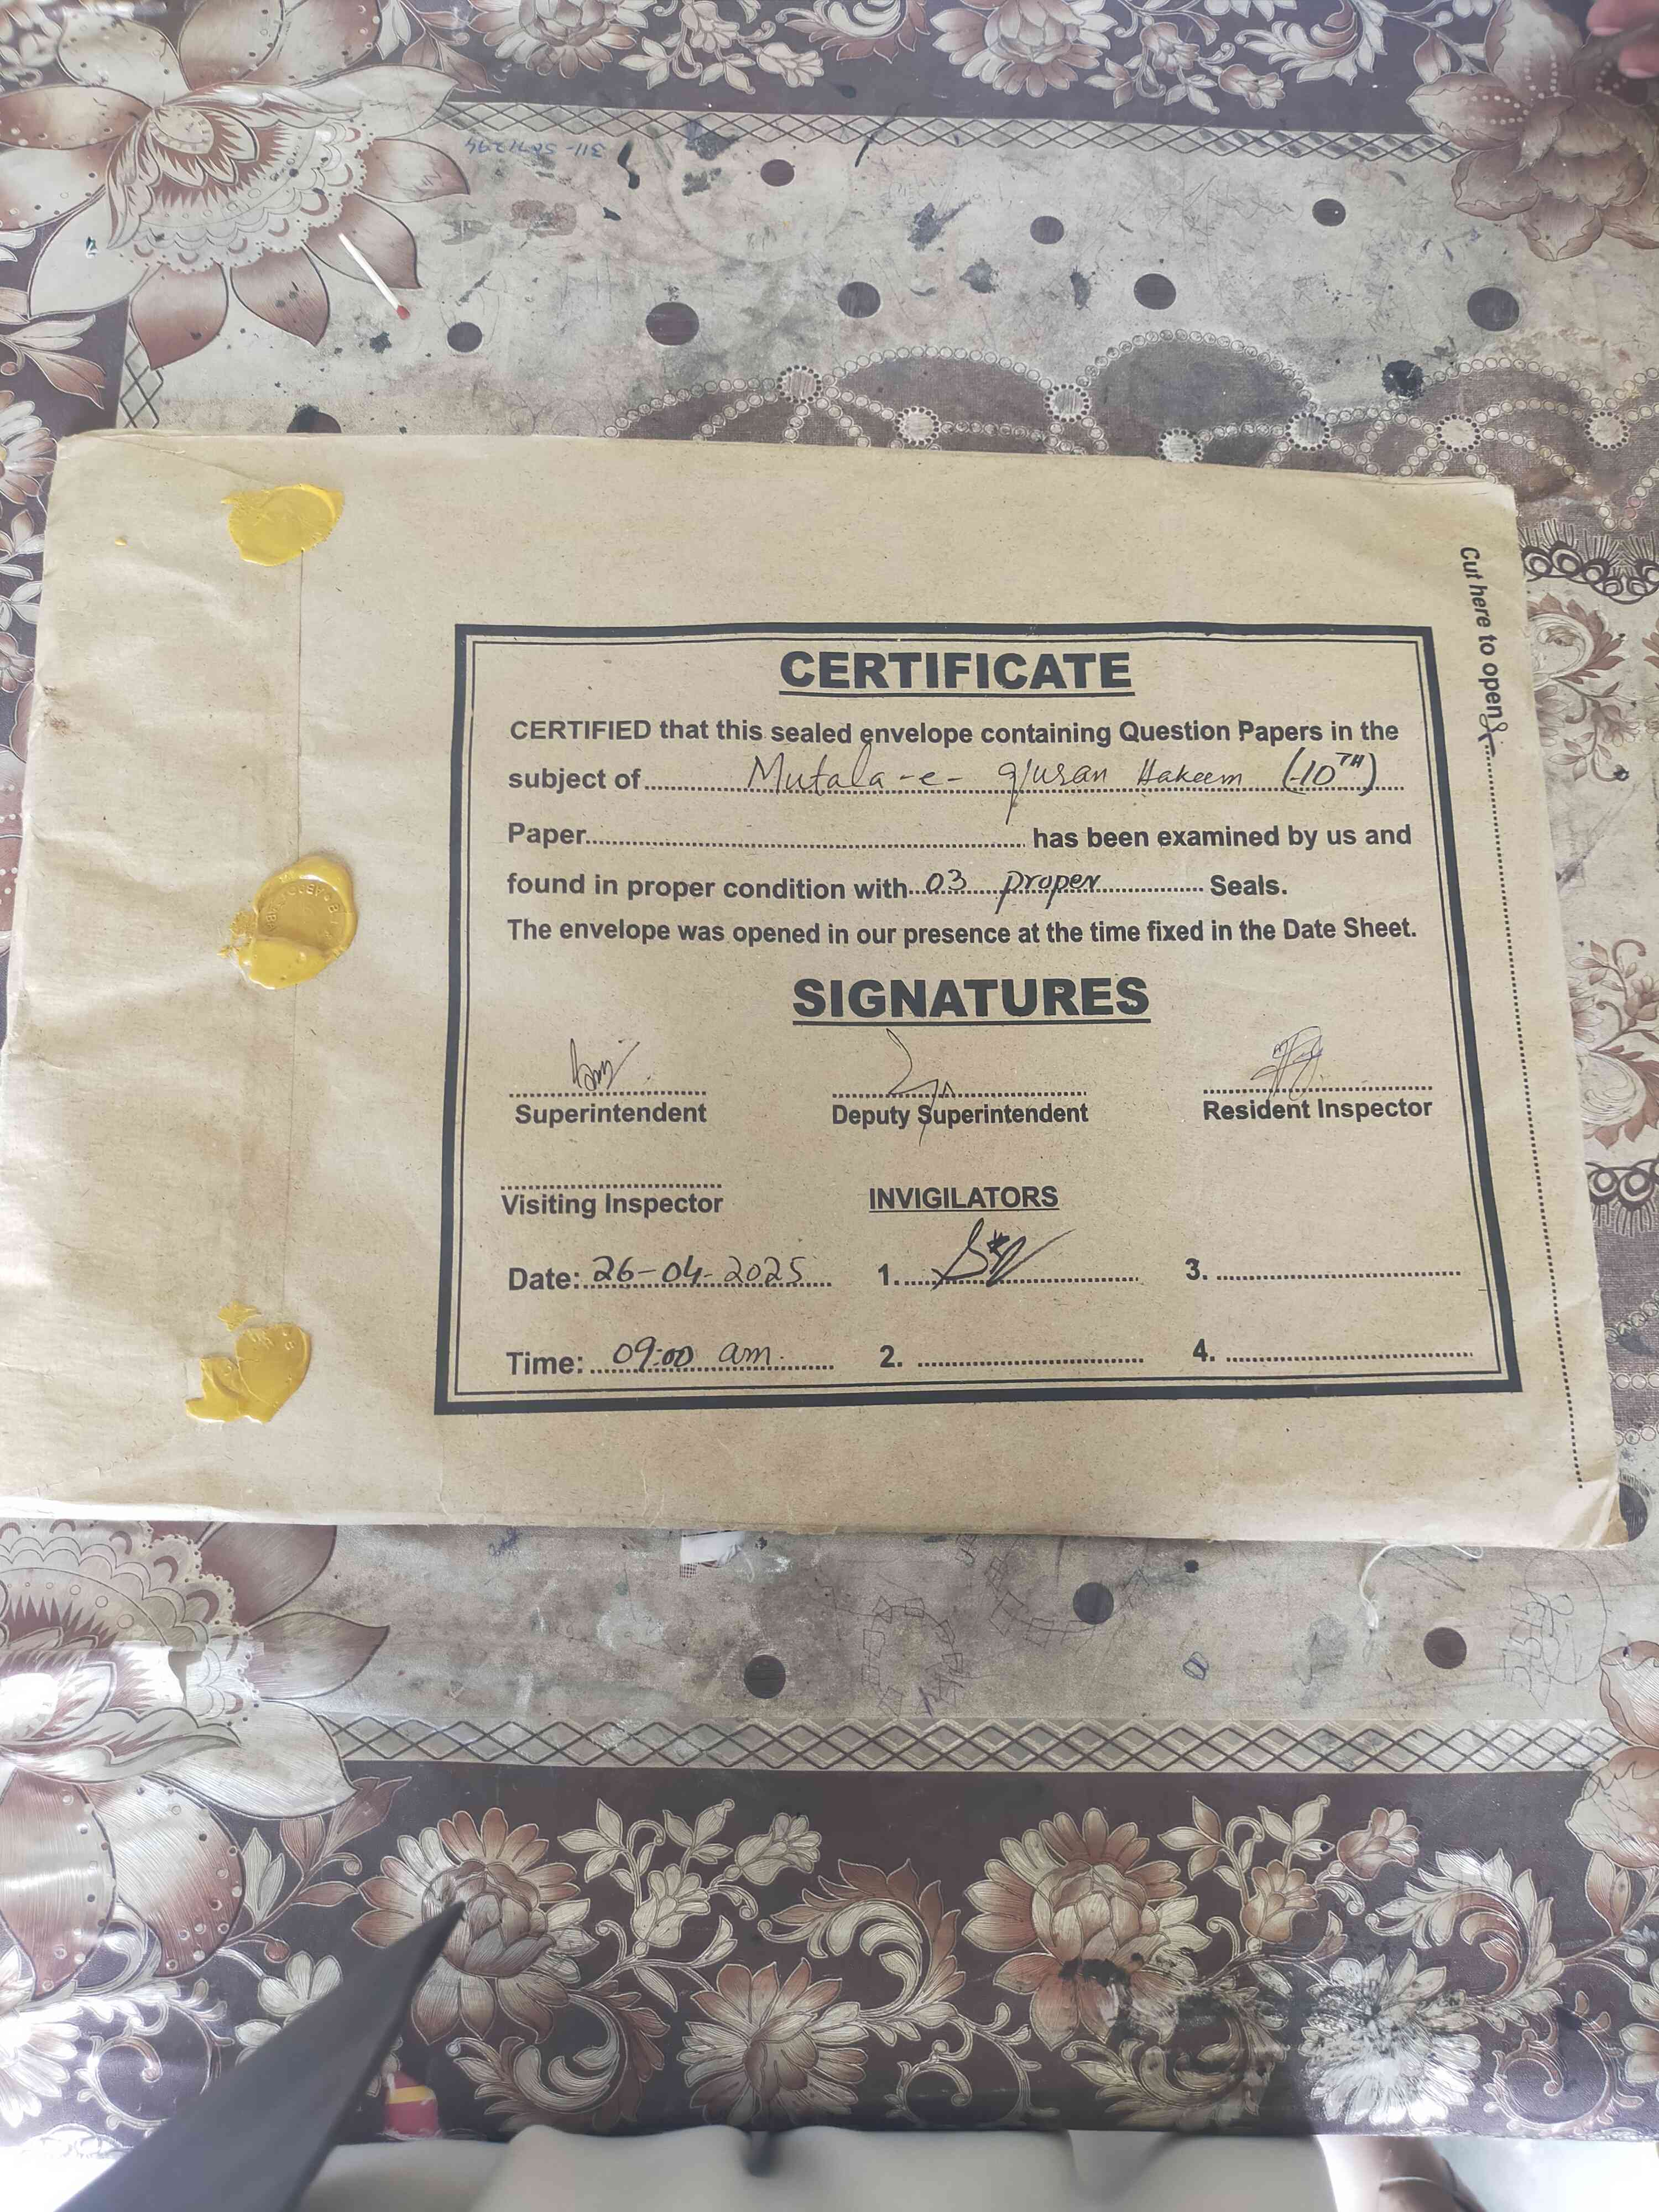 311-5071294
Cut here to open
CERTIFICATE
CERTIFIED that this sealed envelope containing Question Papers in the
subject of Mutala-e- qusan Hakeem (10TH)
Paper has been examined by us and
found in proper condition with 03 proper Seals.
The envelope was opened in our presence at the time fixed in the Date Sheet.
SIGNATURES
Superintendent Deputy Superintendent Resident Inspector
Visiting Inspector INVIGILATORS
Date: 26-04-2025 1. 3.
Time: 09:00 am. 2. 4.